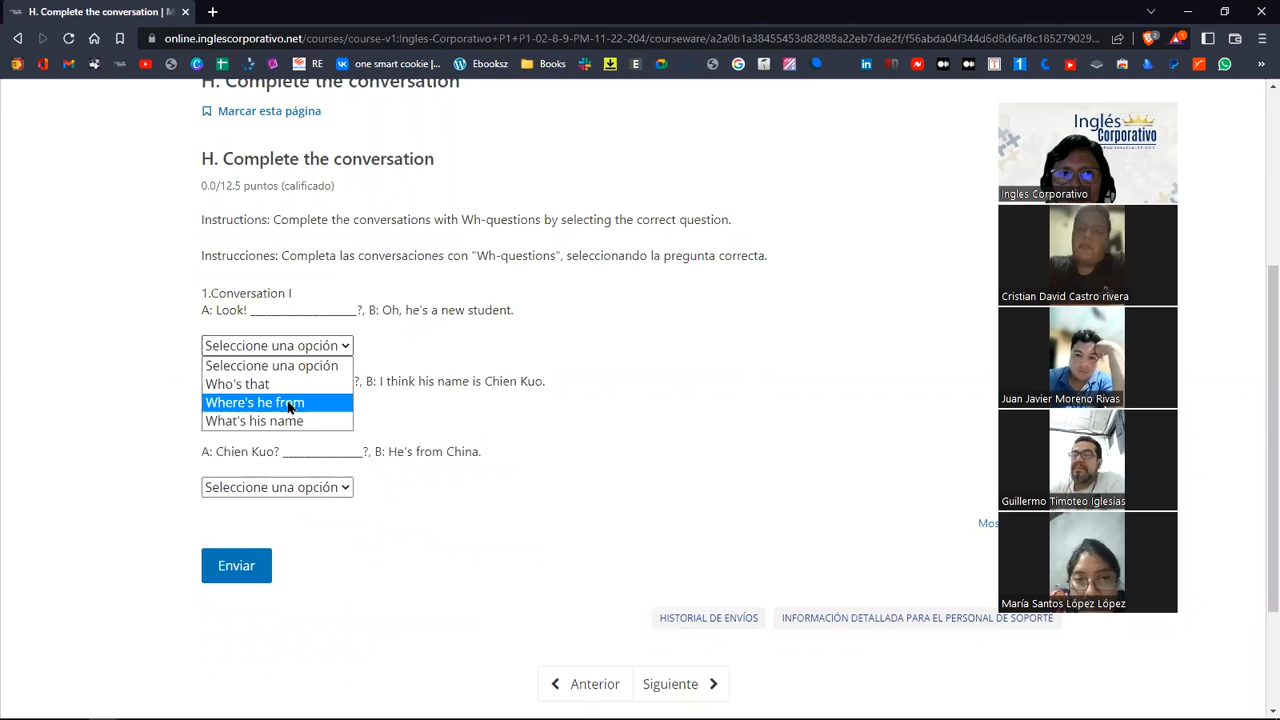 H. Complete the conversation | M
online.inglescorporativo.net/courses/course-v1:Ingles-Corporativo+P1+P1-02-8-9-PM-11-22-204/courseware/a2a0b1a38455453d82888a22eb7dae2f/f56abda04f344d6d8d6af8c185279029...
RE
one smart cookie |...
Ebooksz
Books
H. Complete the conversation
Marcar esta página
H. Complete the conversation
0.0/12.5 puntos (calificado)
Instructions: Complete the conversations with Wh-questions by selecting the correct question.
Instrucciones: Completa las conversaciones con "Wh-questions", seleccionando la pregunta correcta.
1.Conversation I
A: Look! ____________________?, B: Oh, he's a new student.
Seleccione una opción
Seleccione una opción
Who's that
?, B: I think his name is Chien Kuo.
Where's he from
What's his name
A: Chien Kuo? _______________?, B: He's from China.
Seleccione una opción
Mos
Enviar
HISTORIAL DE ENVÍOS
INFORMACIÓN DETALLADA PARA EL PERSONAL DE SOPORTE
Anterior
Siguiente
Inglés
Corporativo
Ingles Corporativo
Cristian David Castro rivera
Juan Javier Moreno Rivas
Guillermo Timoteo Iglesias
María Santos López López